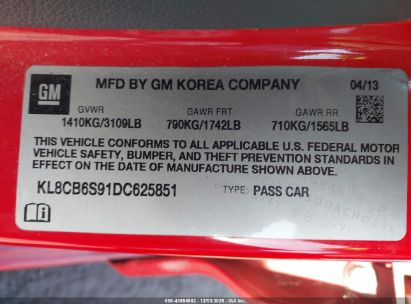 GM
MFD BY GM KOREA COMPANY 04/13
GVWR GAWR FRT GAWR RR
1410KG/3109LB 790KG/1742LB 710KG/1565LB
THIS VEHICLE CONFORMS TO ALL APPLICABLE U.S. FEDERAL MOTOR
VEHICLE SAFETY, BUMPER, AND THEFT PREVENTION STANDARDS IN
EFFECT ON THE DATE OF MANUFACTURE SHOWN ABOVE.
KL8CB6S91DC625851 TYPE: PASS CAR